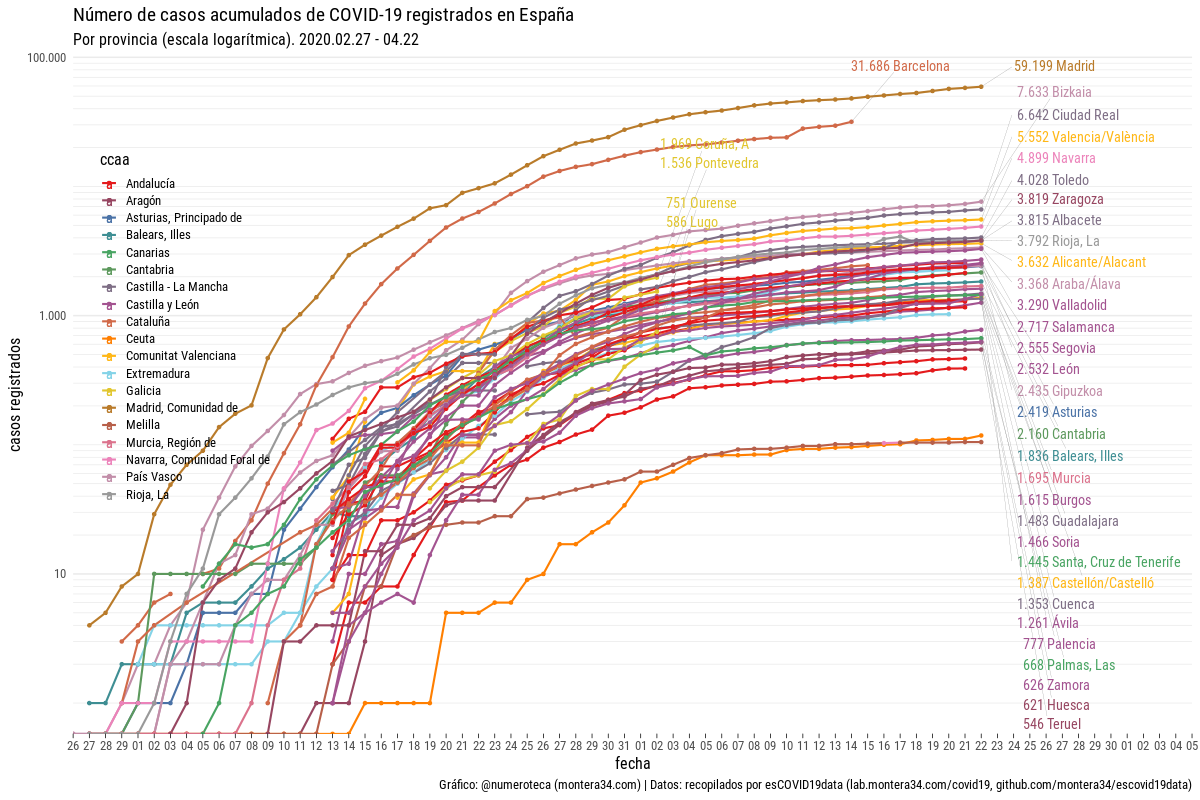 Número de casos acumulados de COVID-19 registrados en España
Por provincia (escala logarítmica). 2020.02.27 - 04.22
100.000
1.000
10
casos registrados
ccaa
Andalucía
Aragón
Asturias, Principado de
Balears, Illes
Canarias
Cantabria
Castilla - La Mancha
Castilla y León
Cataluña
Ceuta
Comunitat Valenciana
Extremadura
Galicia
Madrid, Comunidad de
Melilla
Murcia, Región de
Navarra, Comunidad Foral de
País Vasco
Rioja, La
31.686 Barcelona
1.969 Coruña, A
1.536 Pontevedra
751 Ourense
586 Lugo
59.199 Madrid
7.633 Bizkaia
6.642 Ciudad Real
5.552 Valencia/València
4.899 Navarra
4.028 Toledo
3.819 Zaragoza
3.815 Albacete
3.792 Rioja, La
3.632 Alicante/Alacant
3.368 Araba/Álava
3.290 Valladolid
2.717 Salamanca
2.555 Segovia
2.532 León
2.435 Gipuzkoa
2.419 Asturias
2.160 Cantabria
1.836 Balears, Illes
1.695 Murcia
1.615 Burgos
1.483 Guadalajara
1.466 Soria
1.445 Santa, Cruz de Tenerife
1.387 Castellón/Castelló
1.353 Cuenca
1.261 Ávila
777 Palencia
668 Palmas, Las
626 Zamora
621 Huesca
546 Teruel
26 27 28 29 01 02 03 04 05 06 07 08 09 10 11 12 13 14 15 16 17 18 19 20 21 22 23 24 25 26 27 28 29 30 31 01 02 03 04 05 06 07 08 09 10 11 12 13 14 15 16 17 18 19 20 21 22 23 24 25 26 27 28 29 30 01 02 03 04 05
fecha
Gráfico: @numeroteca (montera34.com) | Datos: recopilados por esCOVID19data (lab.montera34.com/covid19, github.com/montera34/escovid19data)